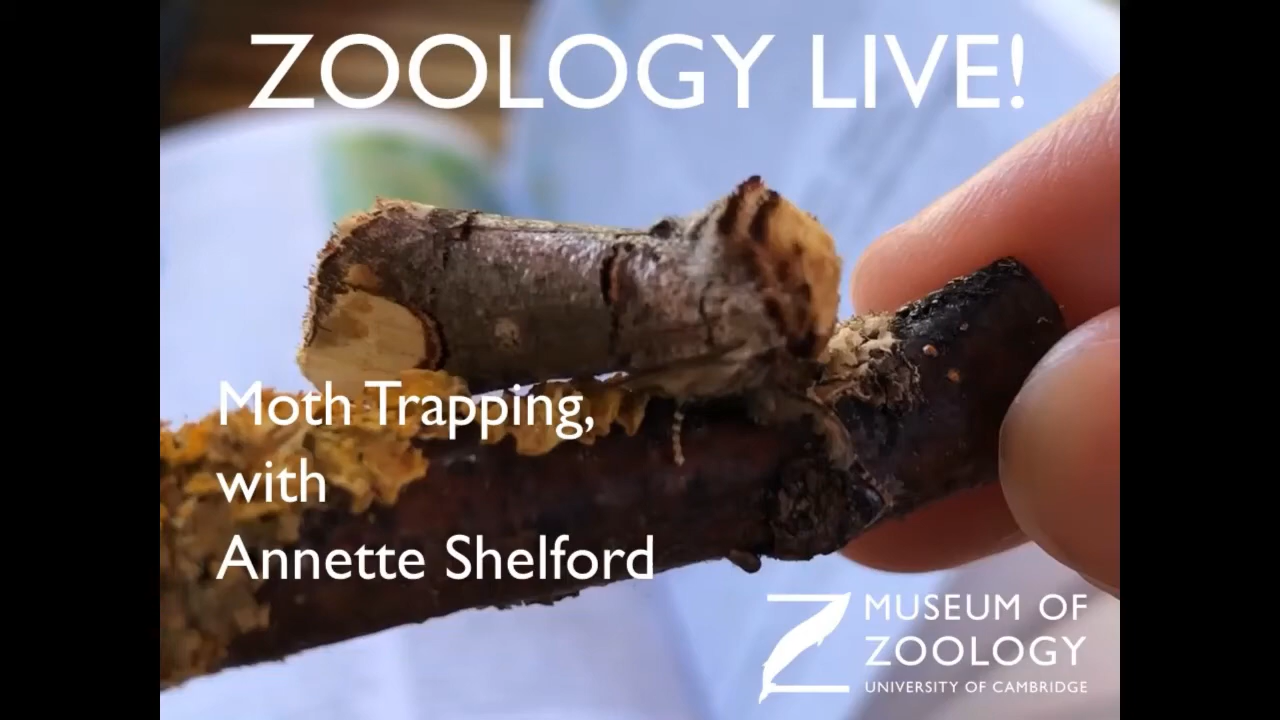 ZOOLOGY LIVE!
Moth Trapping,
with
Annette Shelford
MUSEUM OF
ZOOLOGY
UNIVERSITY OF CAMBRIDGE